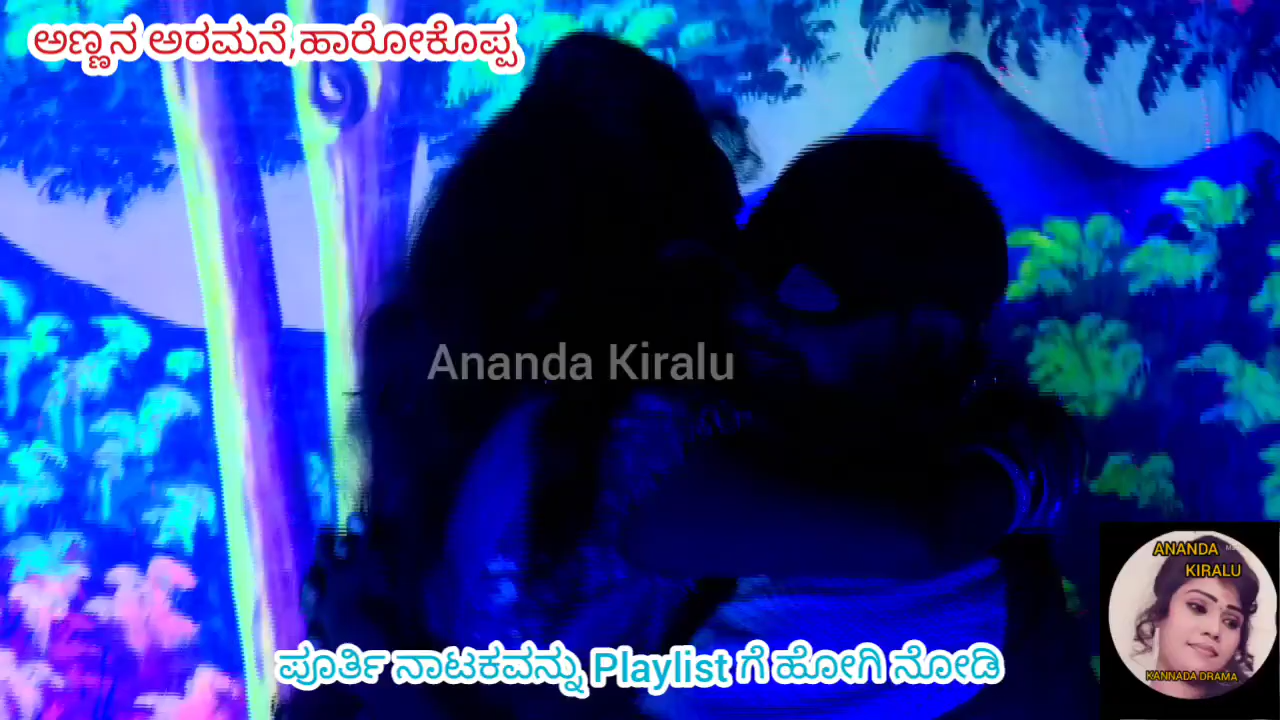 ಅಣ್ಣನ ಅರಮನೆ,ಹಾರೋಕೊಪ್ಪ
Ananda Kiralu
ANANDA
KIRALU
KANNADA DRAMA
ಪೂರ್ತಿ ನಾಟಕವನ್ನು Playlist ಗೆ ಹೋಗಿ ನೋಡಿ